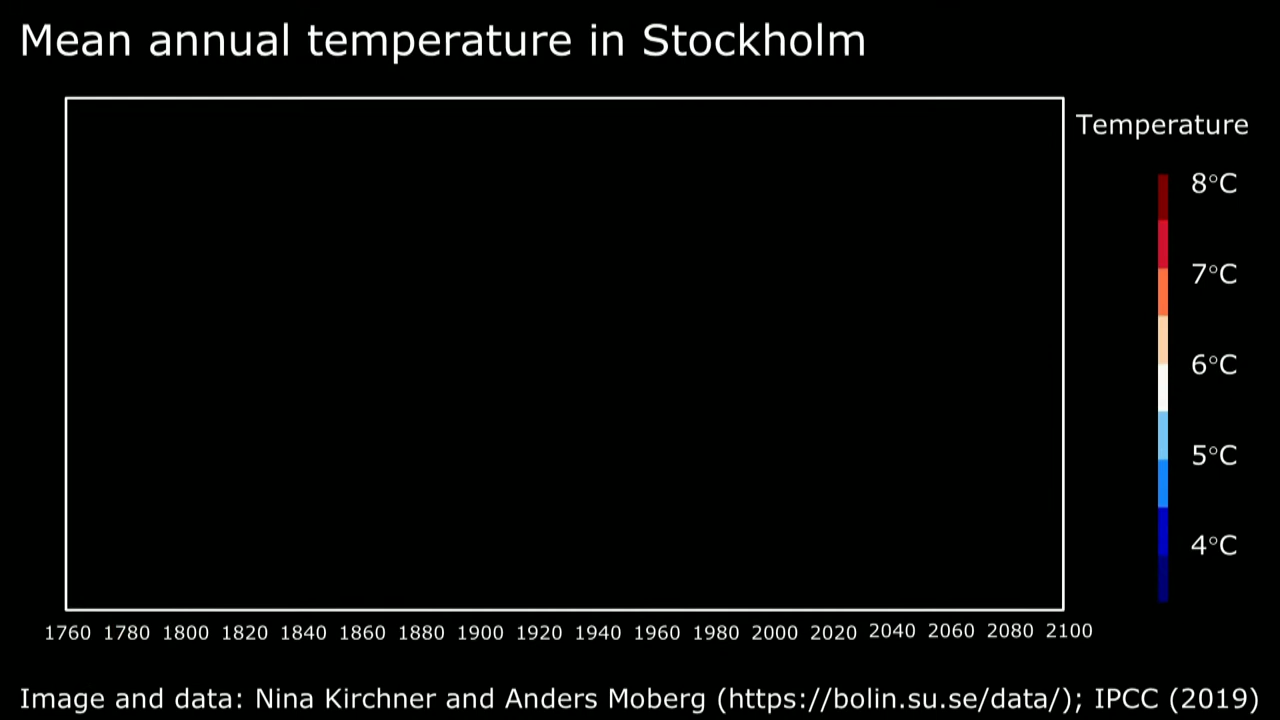 Mean annual temperature in Stockholm
Temperature
8°C
7°C
6°C
5°C
4°C
1760 1780 1800 1820 1840 1860 1880 1900 1920 1940 1960 1980 2000 2020 2040 2060 2080 2100
Image and data: Nina Kirchner and Anders Moberg (https://bolin.su.se/data/); IPCC (2019)